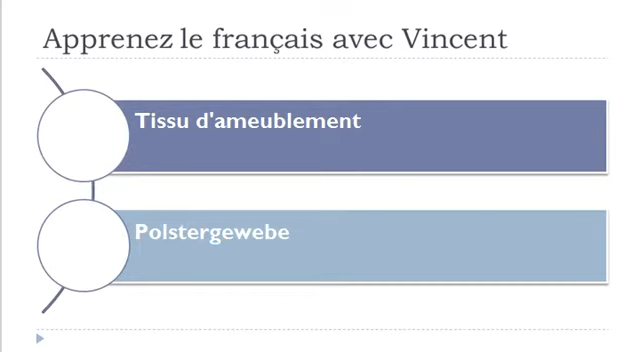 Apprenez le français avec Vincent
Tissu d'ameublement
Polstergewebe